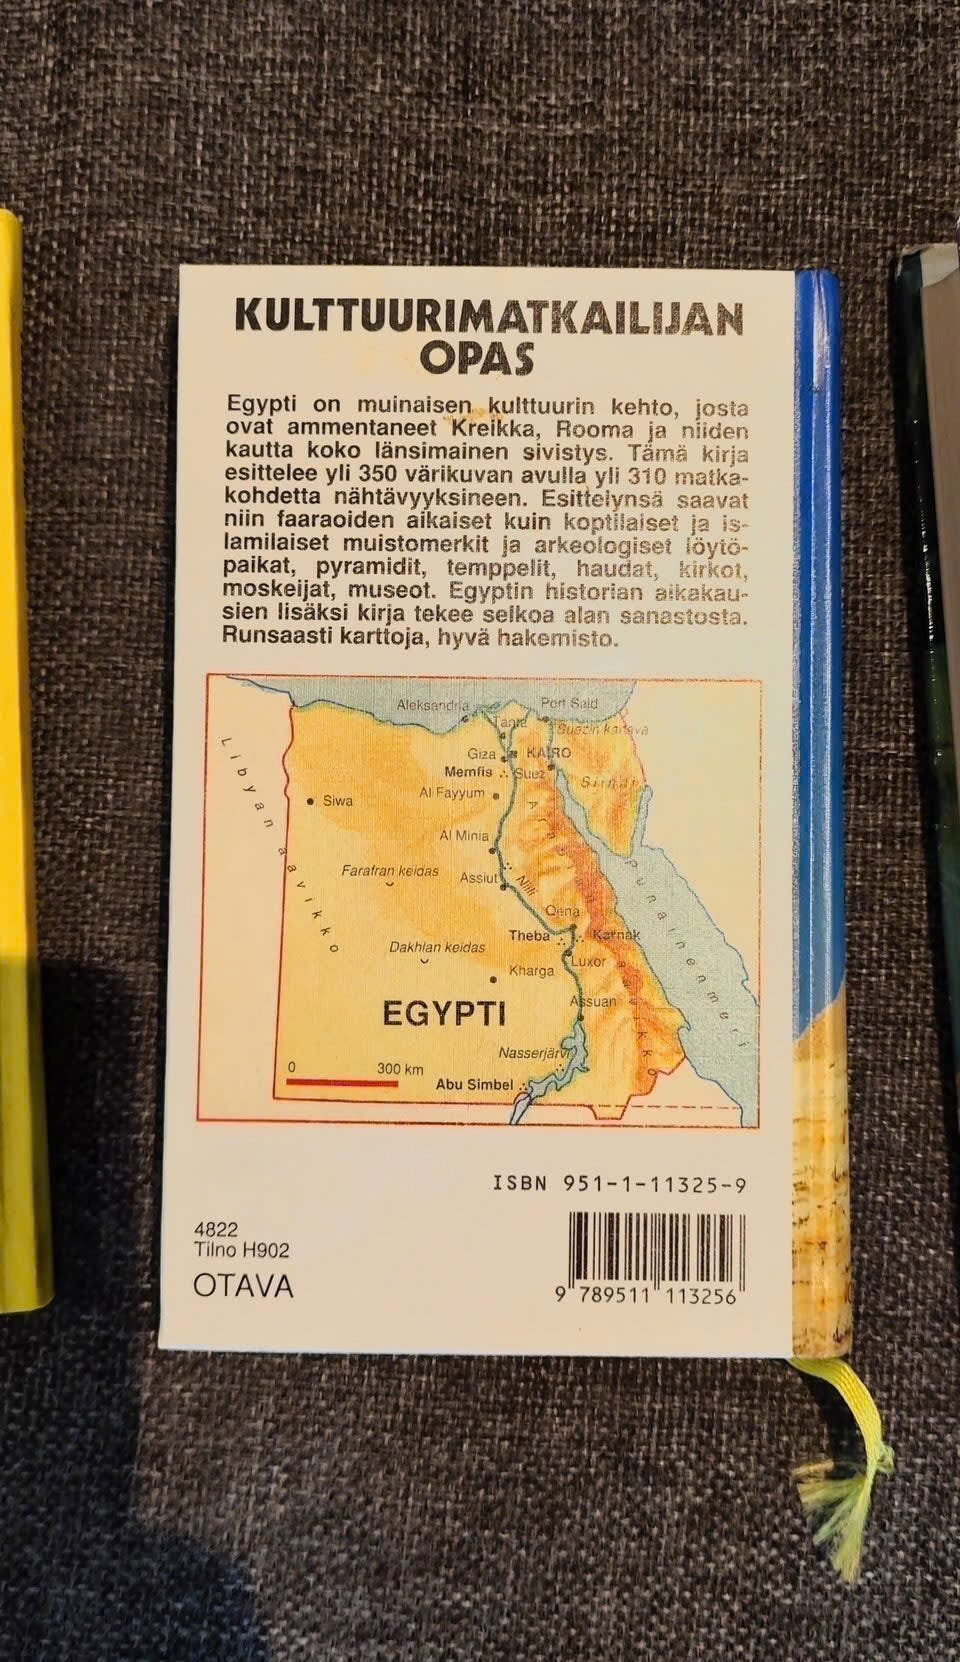 KULTTUURIMATKAILIJAN
OPAS
Egypti on muinaisen kulttuurin kehto, josta
ovat ammentaneet Kreikka, Rooma ja niiden
kautta koko länsimainen sivistys. Tämä kirja
esittelee yli 350 värikuvan avulla yli 310 matka-
kohdetta nähtävyyksineen. Esittelynsä saavat
niin faaraoiden aikaiset kuin koptilaiset ja is-
lamilaiset muistomerkit ja arkeologiset löytö-
paikat, pyramidit, temppelit, haudat, kirkot,
moskeijat, museot. Egyptin historian aikakau-
sien lisäksi kirja tekee selkoa alan sanastosta.
Runsaasti karttoja, hyvä hakemisto.
Aleksandria
Port Said
Tanta
Suezin kanava
Giza
KAIRO
Memfis
Suez
Siinai
Al Fayyum
Siwa
Libyan aavikko
Arabian aavikko
Punainenmeri
Al Minia
Farafran keidas
Assiut
Niili
Qena
Theba
Karnak
Dakhlan keidas
Luxor
Kharga
Assuan
EGYPTI
Nasserjärvi
0 300 km
Abu Simbel
ISBN 951-1-11325-9
4822
Tilno H902
OTAVA
9 789511 113256